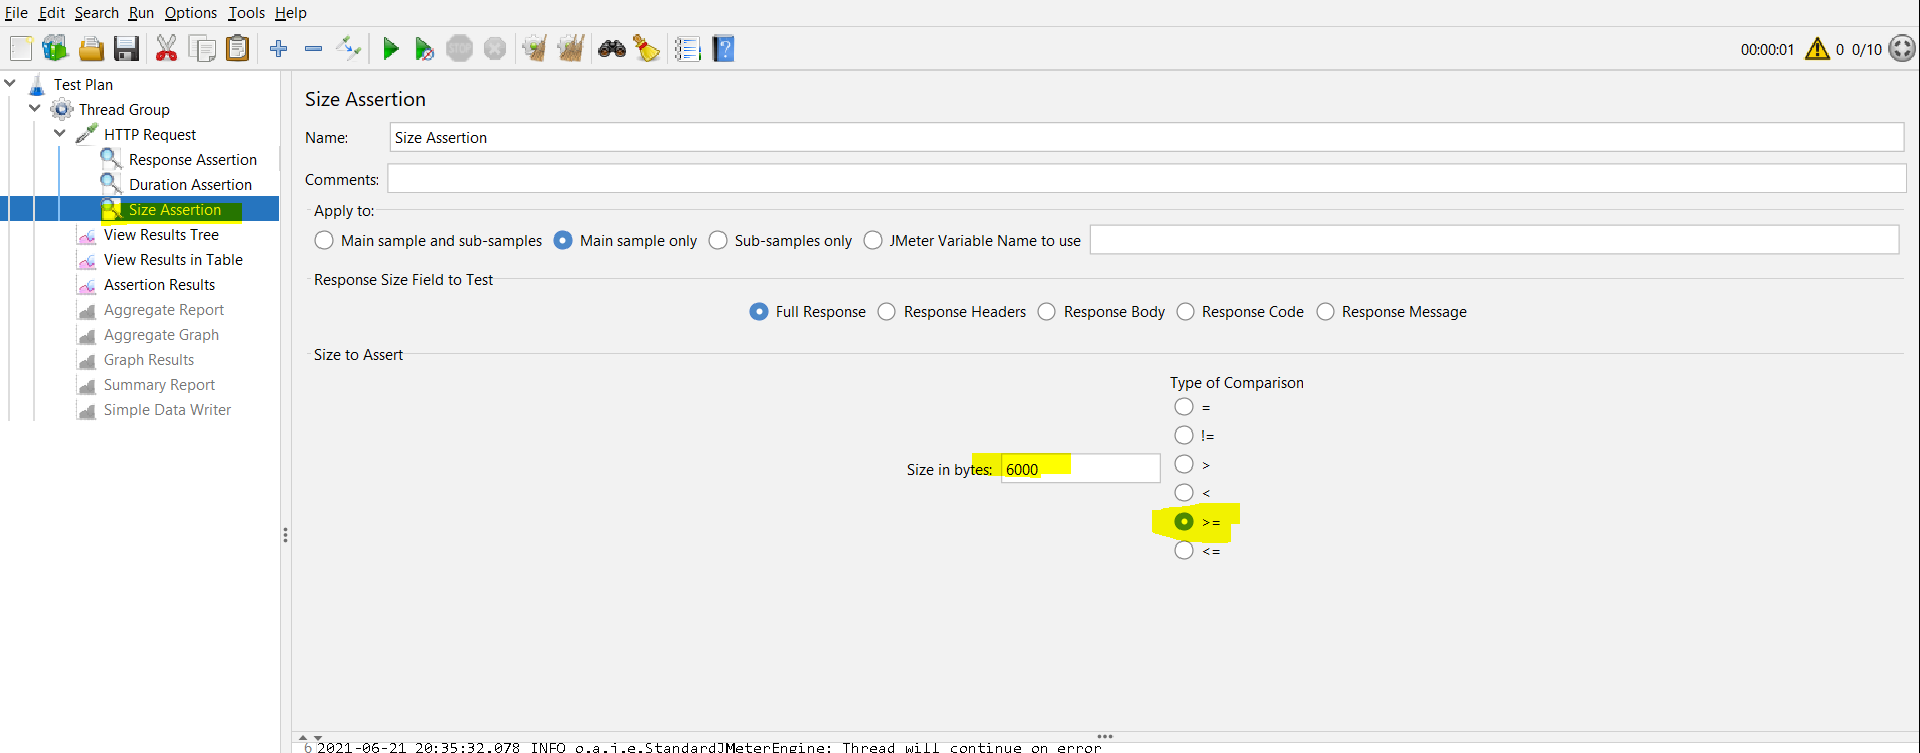 File Edit Search Run Options Tools Help
STOP ? 00:00:01 0 0/10
Test Plan
Thread Group
HTTP Request
Response Assertion
Duration Assertion
Size Assertion
View Results Tree
View Results in Table
Assertion Results
Aggregate Report
Aggregate Graph
Graph Results
Summary Report
Simple Data Writer
Size Assertion
Name: Size Assertion
Comments:
Apply to:
Main sample and sub-samples Main sample only Sub-samples only JMeter Variable Name to use
Response Size Field to Test
Full Response Response Headers Response Body Response Code Response Message
Size to Assert
Type of Comparison
=
!=
>
Size in bytes: 6000
<
>=
<=
6 2021-06-21 20:35:32.078 INFO o.a.j.e.StandardJMeterEngine: Thread will continue on error